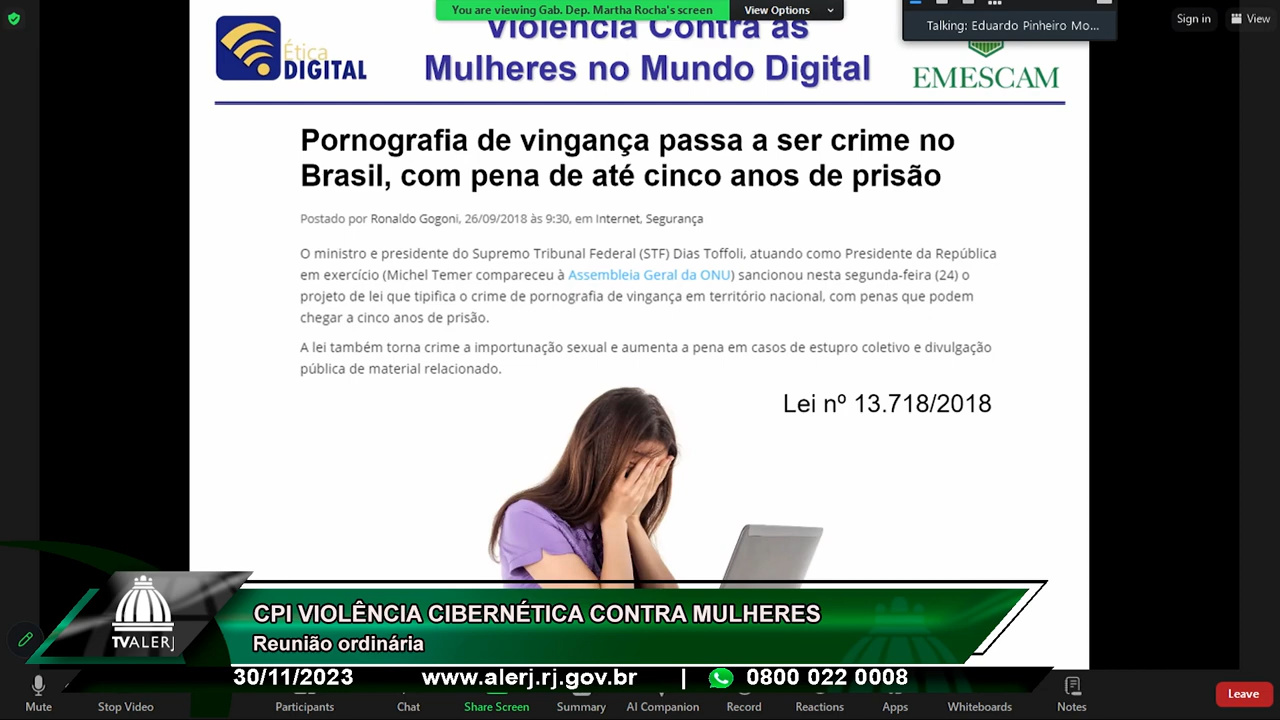 You are viewing Gab. Dep. Martha Rocha's screen
View Options
Talking: Eduardo Pinheiro Mo...
Sign in
View
Ética
DIGITAL
Violência Contra as
Mulheres no Mundo Digital
EMESCAM
Pornografia de vingança passa a ser crime no
Brasil, com pena de até cinco anos de prisão
Postado por Ronaldo Gogoni, 26/09/2018 às 9:30, em Internet, Segurança
O ministro e presidente do Supremo Tribunal Federal (STF) Dias Toffoli, atuando como Presidente da República
em exercício (Michel Temer compareceu à Assembleia Geral da ONU) sancionou nesta segunda-feira (24) o
projeto de lei que tipifica o crime de pornografia de vingança em território nacional, com penas que podem
chegar a cinco anos de prisão.
A lei também torna crime a importunação sexual e aumenta a pena em casos de estupro coletivo e divulgação
pública de material relacionado.
Lei nº 13.718/2018
TVALERJ
CPI VIOLÊNCIA CIBERNÉTICA CONTRA MULHERES
Reunião ordinária
30/11/2023 www.alerj.rj.gov.br | 0800 022 0008
Mute
Stop Video
Participants
Chat
Share Screen
Summary
AI Companion
Record
Reactions
Apps
Whiteboards
Notes
Leave